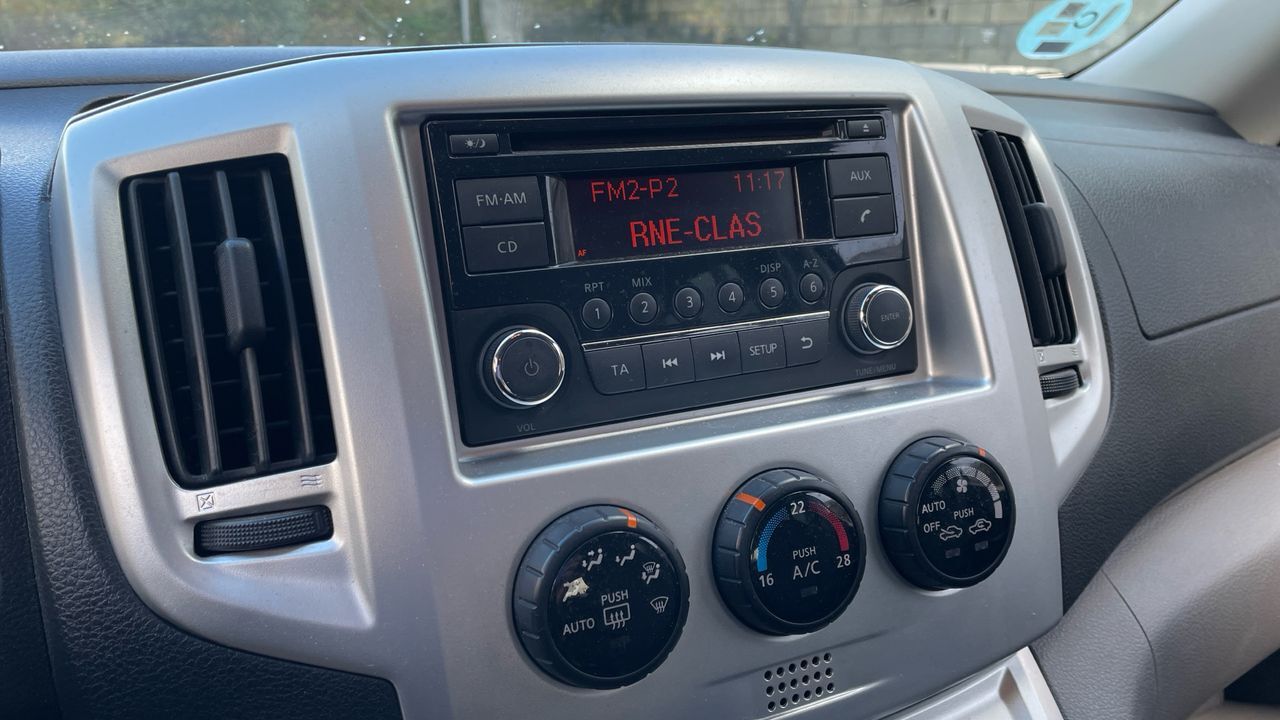 FM2-P2 11:17
RNE-CLAS
AF
FM·AM
CD
AUX
RPT MIX DISP A-Z
1 2 3 4 5 6
TA SETUP
ENTER
VOL
TUNE/MENU
PUSH
AUTO
22
PUSH
A/C
16 28
AUTO PUSH
OFF